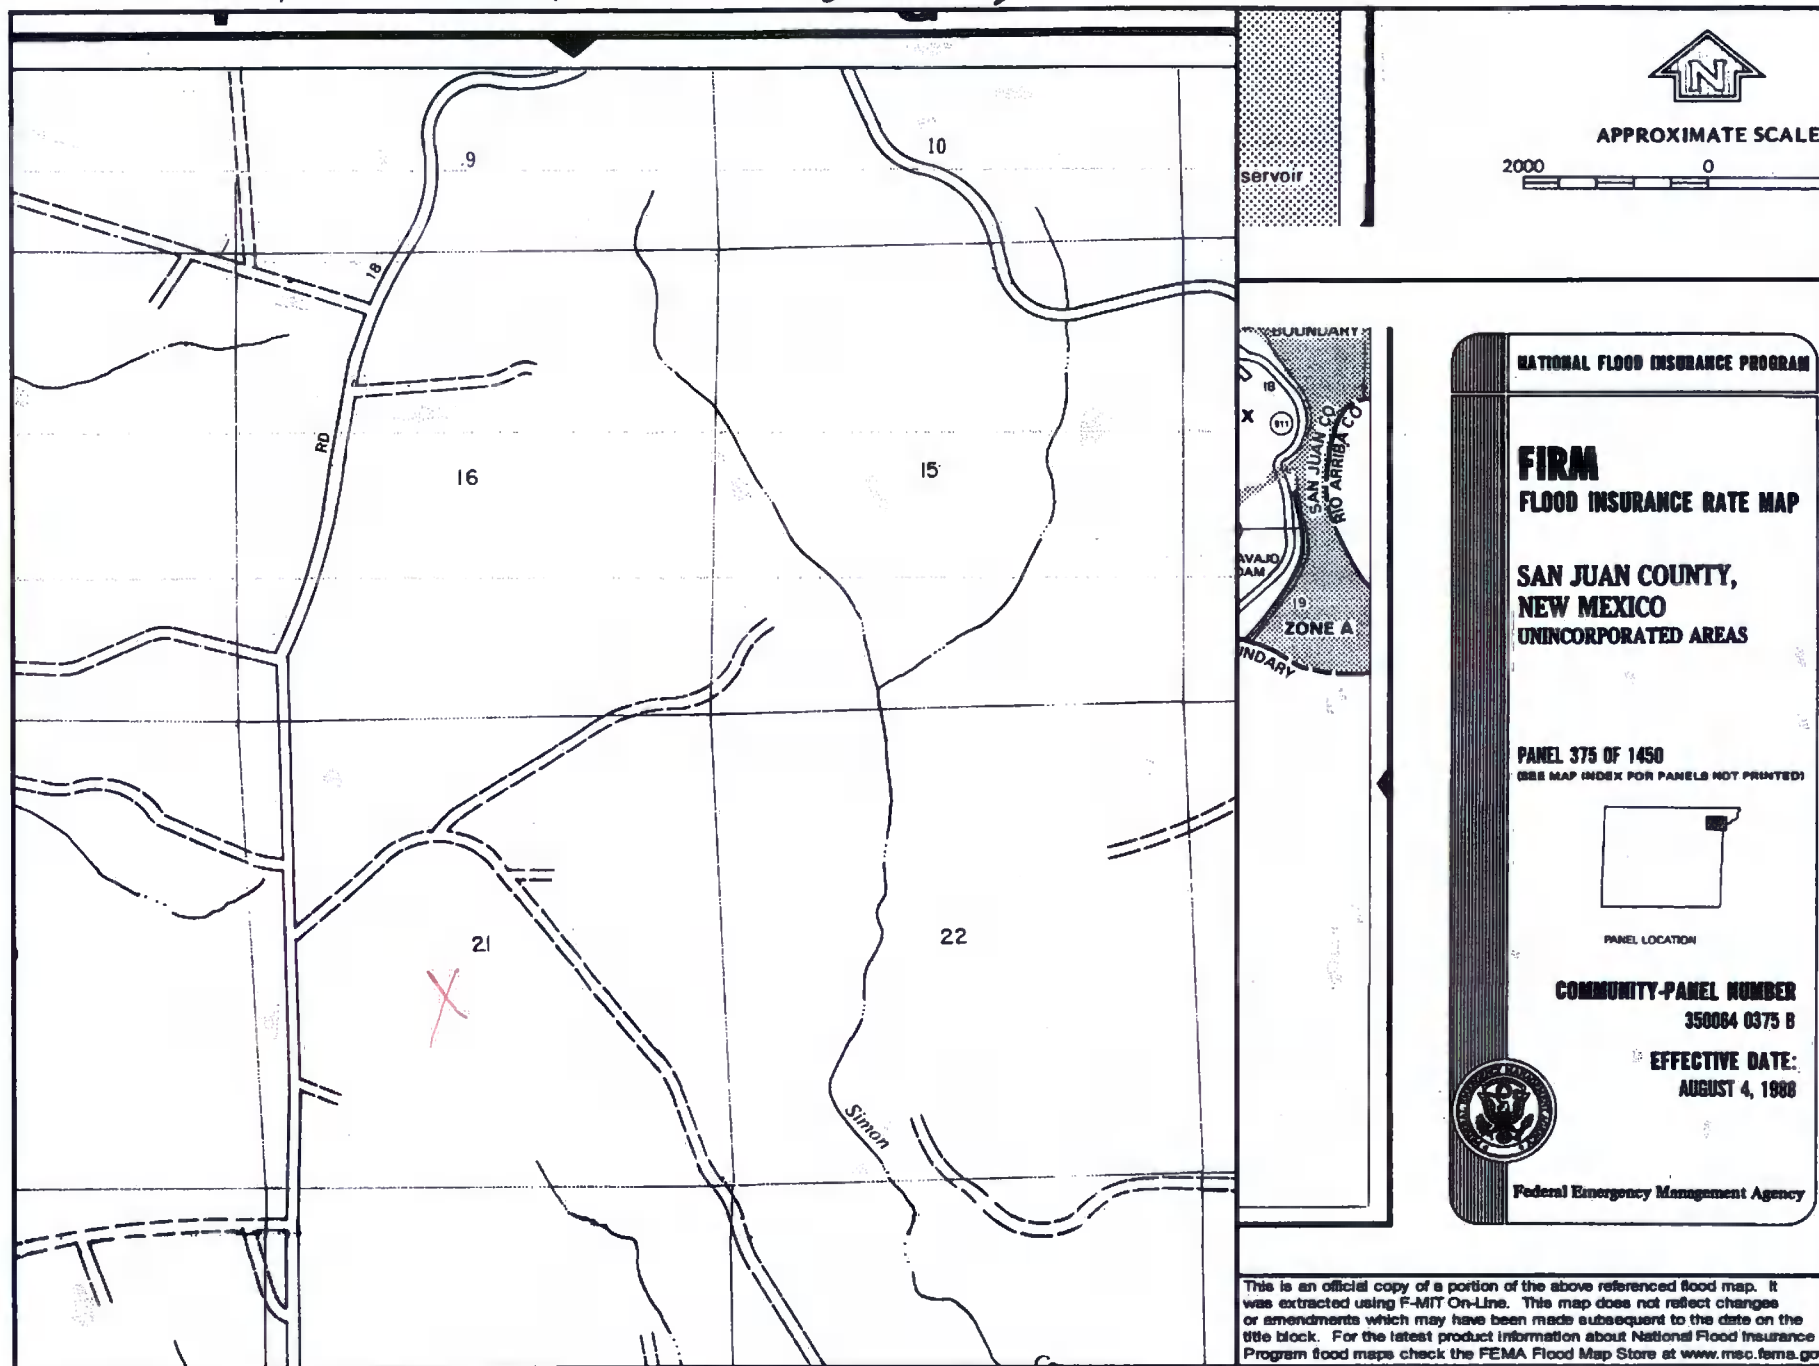 9
10
18
RD
16
15
21
22
X
Simon
servoir
N
APPROXIMATE SCALE
2000 0
BOUNDARY
18
X
911
SAN JUAN CO
RIO ARRIBA CO
AVAJO
DAM
19
ZONE A
UNDARY
NATIONAL FLOOD INSURANCE PROGRAM
FIRM
FLOOD INSURANCE RATE MAP
SAN JUAN COUNTY,
NEW MEXICO
UNINCORPORATED AREAS
PANEL 375 OF 1450
(SEE MAP INDEX FOR PANELS NOT PRINTED)
PANEL LOCATION
COMMUNITY-PANEL NUMBER
350064 0375 B
EFFECTIVE DATE:
AUGUST 4, 1988
Federal Emergency Management Agency
This is an official copy of a portion of the above referenced flood map. It
was extracted using F-MIT On-Line. This map does not reflect changes
or amendments which may have been made subsequent to the date on the
title block. For the latest product information about National Flood Insurance
Program flood maps check the FEMA Flood Map Store at www.msc.fema.go